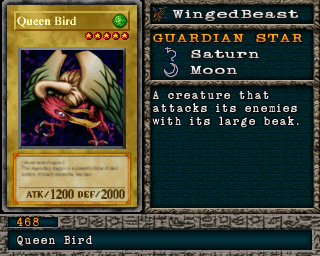 Queen Bird
ATK/1200 DEF/2000
WingedBeast
GUARDIAN STAR
Saturn
Moon
A creature that
attacks its enemies
with its large beak.
468
Queen Bird